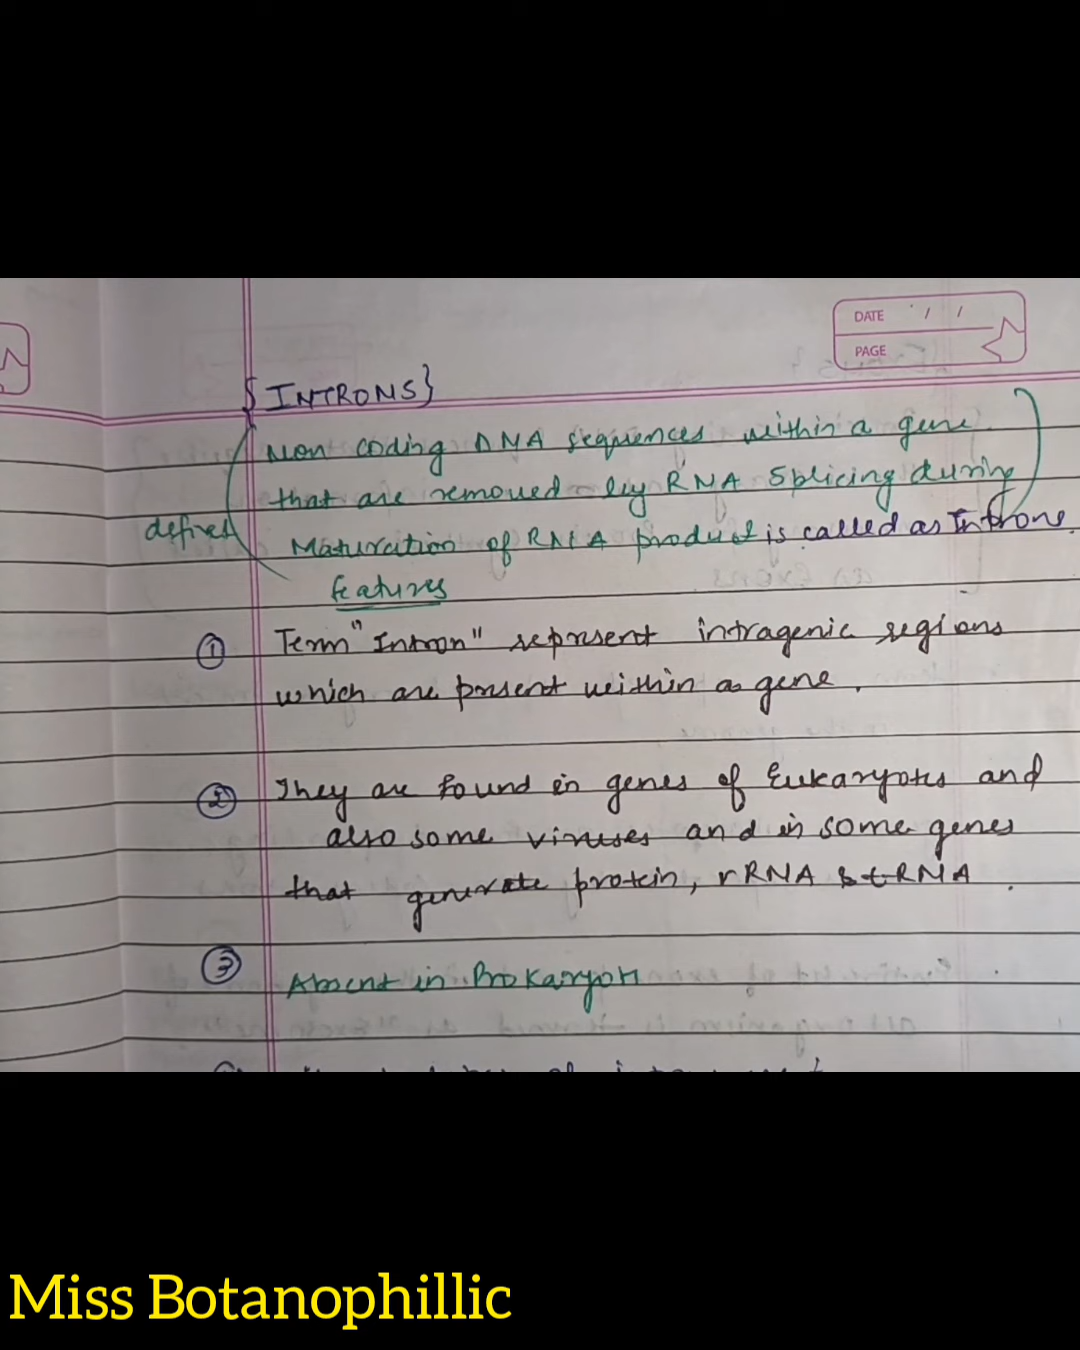 DATE / /
PAGE
{INTRONS}
Non coding DNA sequences within a gene
that are removed by RNA Splicing during
define Maturation of RNA product is called as Introns.
features
① Term "Intron" represent intragenic regions
which are present within a gene.
② They are found in genes of Eukaryotes and
also some viruses and in some genes
that generate protein, rRNA & tRNA.
③ Absent in Prokaryots
Miss Botanophillic